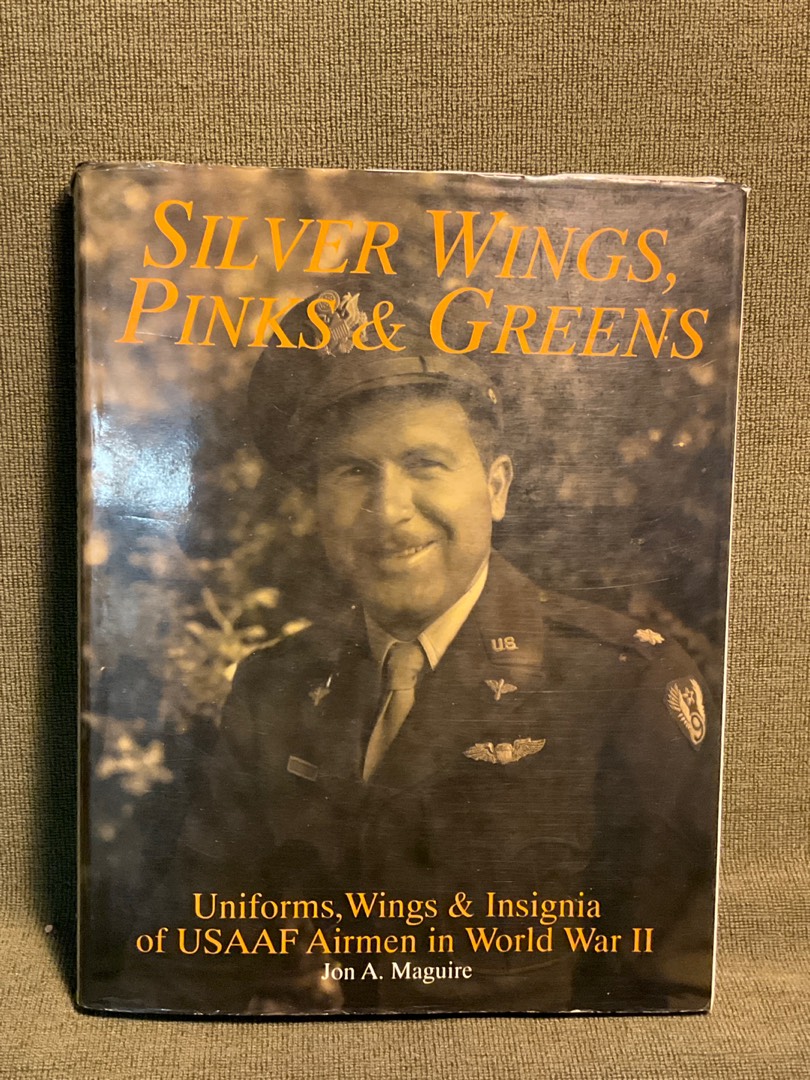 SILVER WINGS,
PINKS & GREENS
U.S.
Uniforms, Wings & Insignia
of USAAF Airmen in World War II
Jon A. Maguire